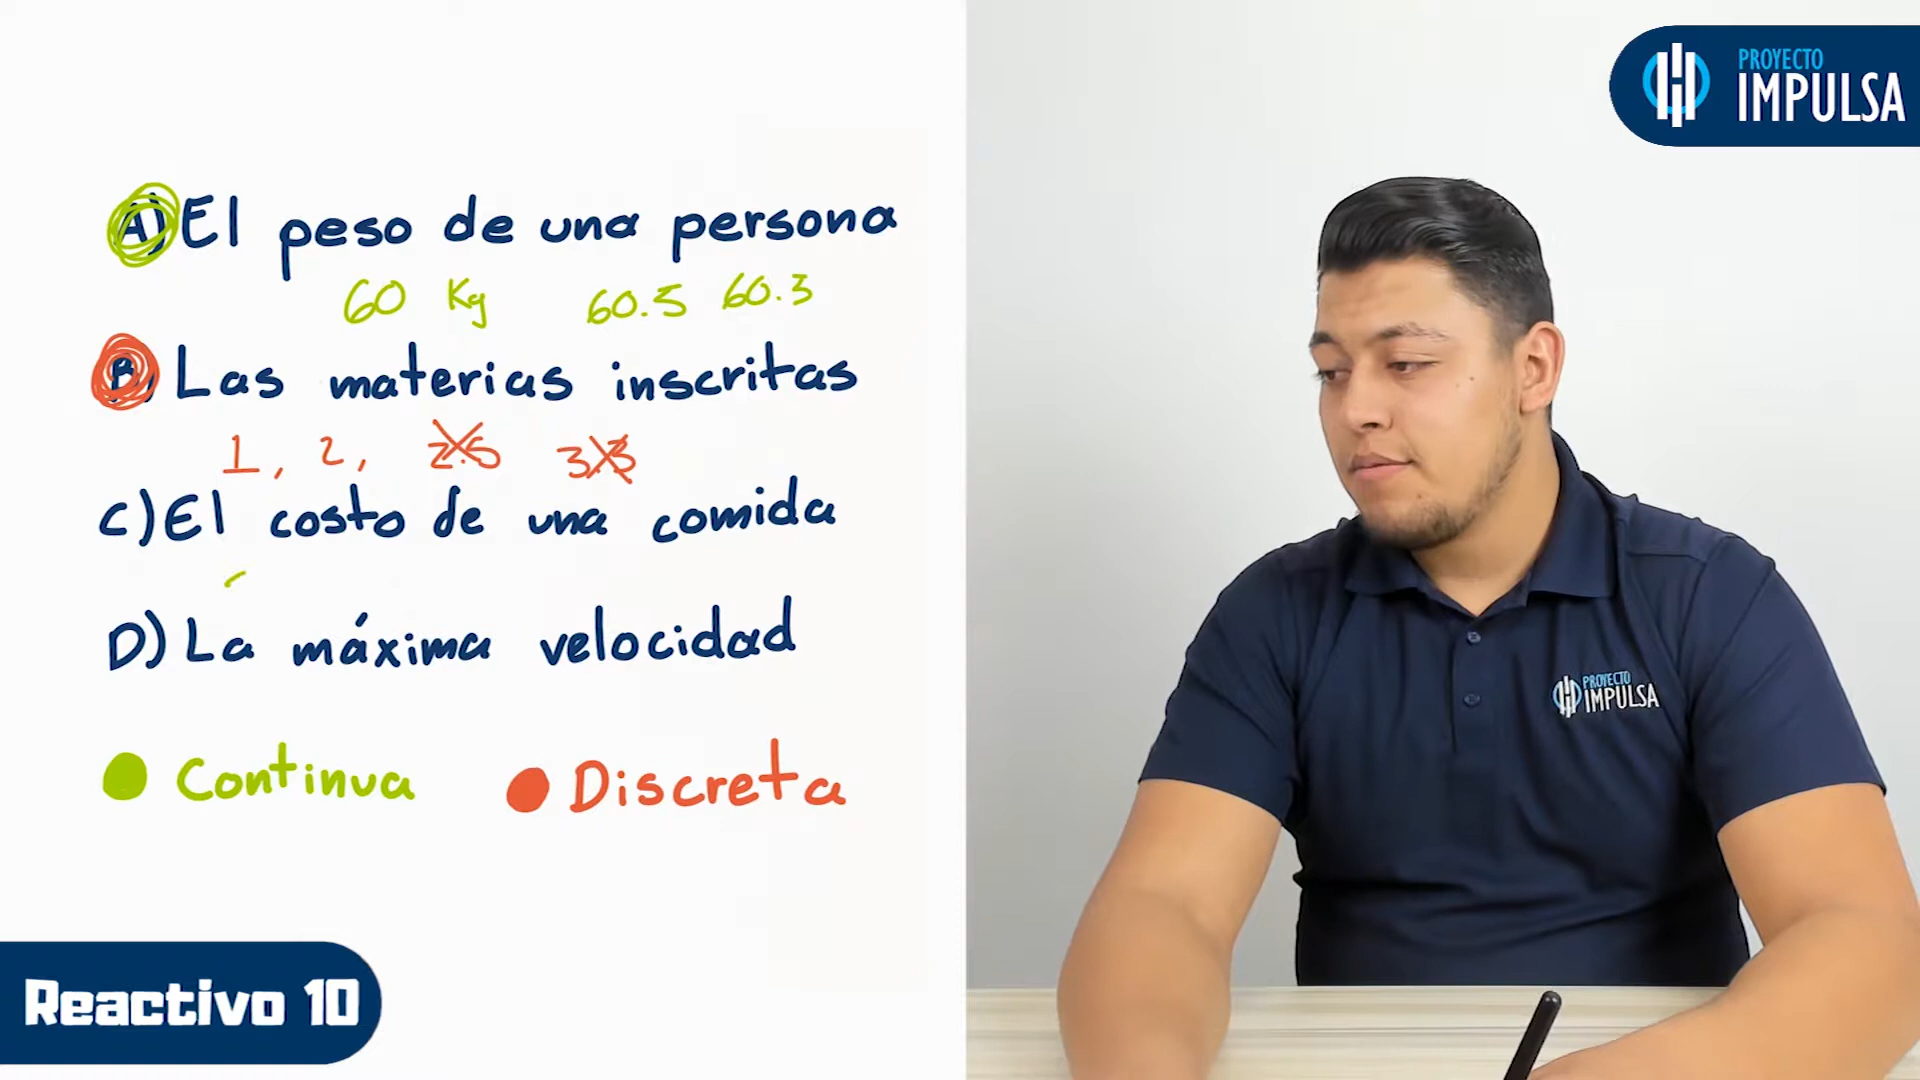 A) El peso de una persona
60 Kg 60.5 60.3
B) Las materias inscritas
1, 2, 2.5 3.3
C) El costo de una comida
D) La máxima velocidad
Continua Discreta
Reactivo 10
PROYECTO
IMPULSA
PROYECTO
IMPULSA